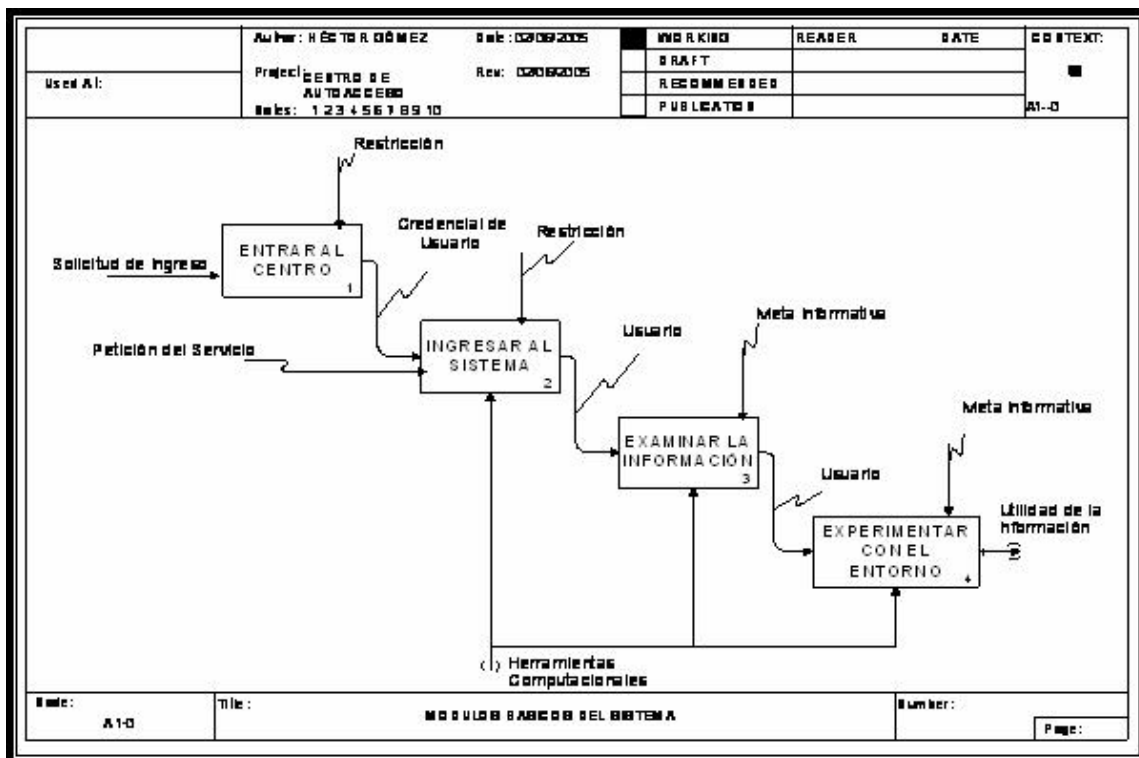 Used At:
Author: HÉCTOR GÓMEZ
Date: 02/06/2005
Project: CENTRO DE
AUTOACCESO
Rev: 02/06/2005
Notes: 1 2 3 4 5 6 7 8 9 10
WORKING
DRAFT
RECOMMENDED
PUBLICATION
READER
DATE
CONTEXT:
A1-0
Restricción
ENTRAR AL
CENTRO
1
Solicitud de Ingreso
Credencial de
Usuario
Restricción
Petición del Servicio
INGRESAR AL
SISTEMA
2
Usuario
Meta Informativa
EXAMINAR LA
INFORMACIÓN
3
Usuario
Meta Informativa
EXPERIMENTAR
CON EL
ENTORNO
4
Utilidad de la
Información
Herramientas
Computacionales
Node:
A1-0
Title:
MODULOS BASICOS DEL SISTEMA
Number:
Page: